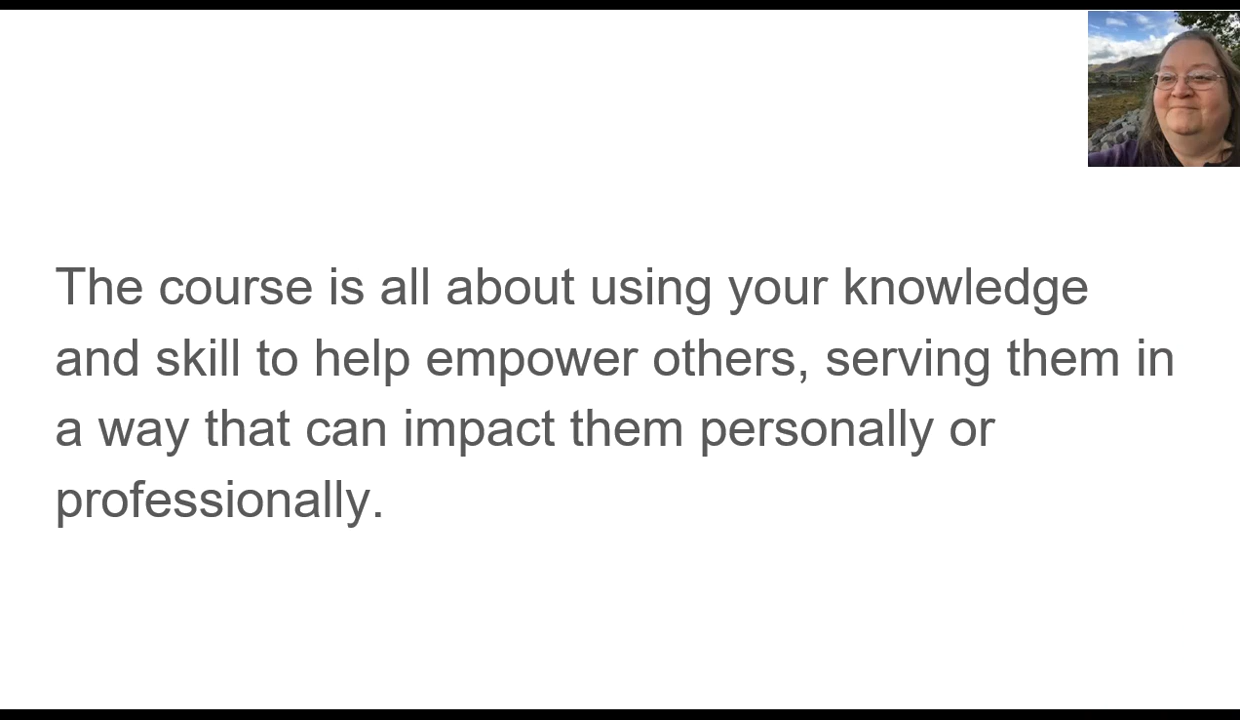 The course is all about using your knowledge
and skill to help empower others, serving them in
a way that can impact them personally or
professionally.